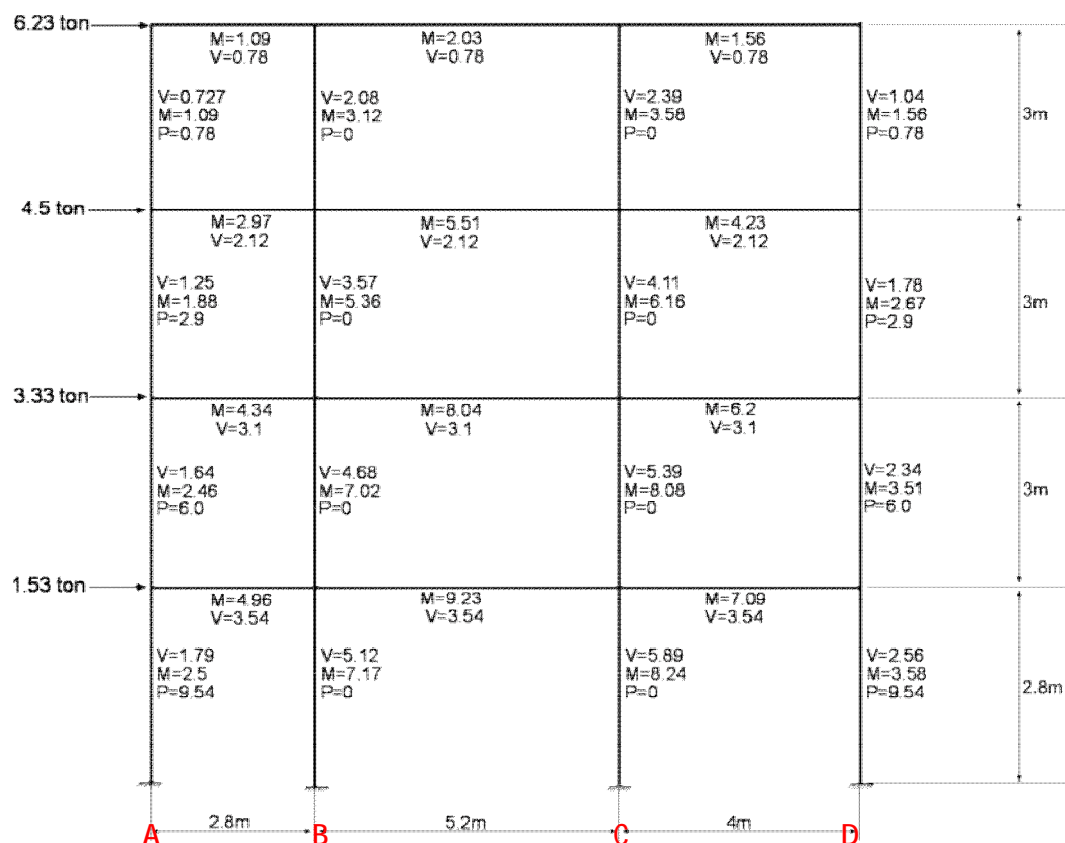 6.23 ton
M=1.09
V=0.78
M=2.03
V=0.78
M=1.56
V=0.78
V=0.727
M=1.09
P=0.78
V=2.08
M=3.12
P=0
V=2.39
M=3.58
P=0
V=1.04
M=1.56
P=0.78
3m
4.5 ton
M=2.97
V=2.12
M=5.51
V=2.12
M=4.23
V=2.12
V=1.25
M=1.88
P=2.9
V=3.57
M=5.36
P=0
V=4.11
M=6.16
P=0
V=1.78
M=2.67
P=2.9
3m
3.33 ton
M=4.34
V=3.1
M=8.04
V=3.1
M=6.2
V=3.1
V=1.64
M=2.46
P=6.0
V=4.68
M=7.02
P=0
V=5.39
M=8.08
P=0
V=2.34
M=3.51
P=6.0
3m
1.53 ton
M=4.96
V=3.54
M=9.23
V=3.54
M=7.09
V=3.54
V=1.79
M=2.5
P=9.54
V=5.12
M=7.17
P=0
V=5.89
M=8.24
P=0
V=2.56
M=3.58
P=9.54
2.8m
2.8m
5.2m
4m
A
B
C
D